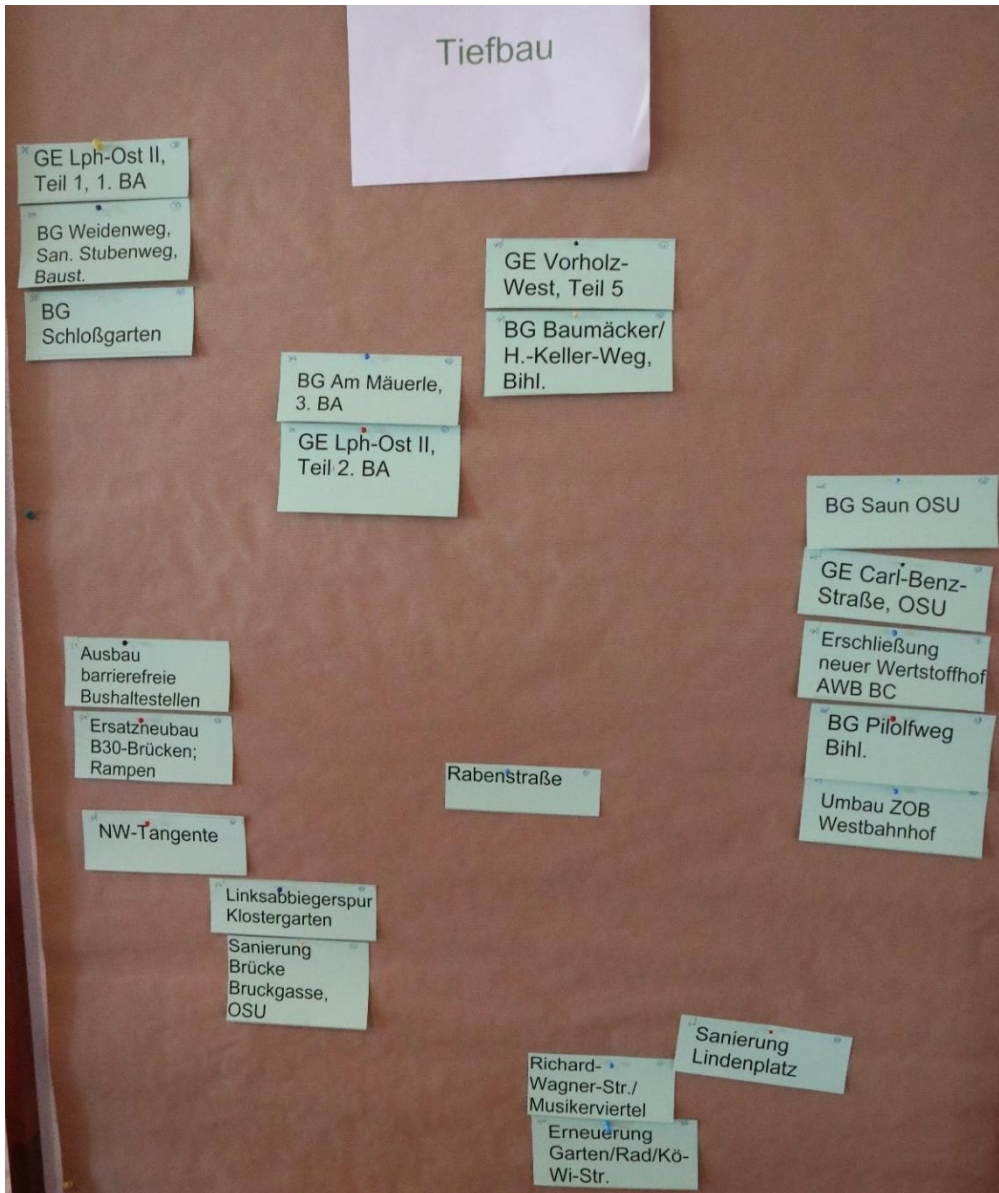 Tiefbau
GE Lph-Ost II,
Teil 1, 1. BA
BG Weidenweg,
San. Stubenweg,
Baust.
BG
Schloßgarten
GE Vorholz-
West, Teil 5
BG Baumäcker/
H.-Keller-Weg,
Bihl.
BG Am Mäuerle,
3. BA
GE Lph-Ost II,
Teil 2. BA
BG Saun OSU
GE Carl-Benz-
Straße, OSU
Erschließung
neuer Wertstoffhof
AWB BC
BG Pilolfweg
Bihl.
Umbau ZOB
Westbahnhof
Ausbau
barrierefreie
Bushaltestellen
Ersatzneubau
B30-Brücken;
Rampen
NW-Tangente
Rabenstraße
Linksabbiegerspur
Klostergarten
Sanierung
Brücke
Bruckgasse,
OSU
Sanierung
Lindenplatz
Richard-
Wagner-Str./
Musikerviertel
Erneuerung
Garten/Rad/Kö-
Wi-Str.